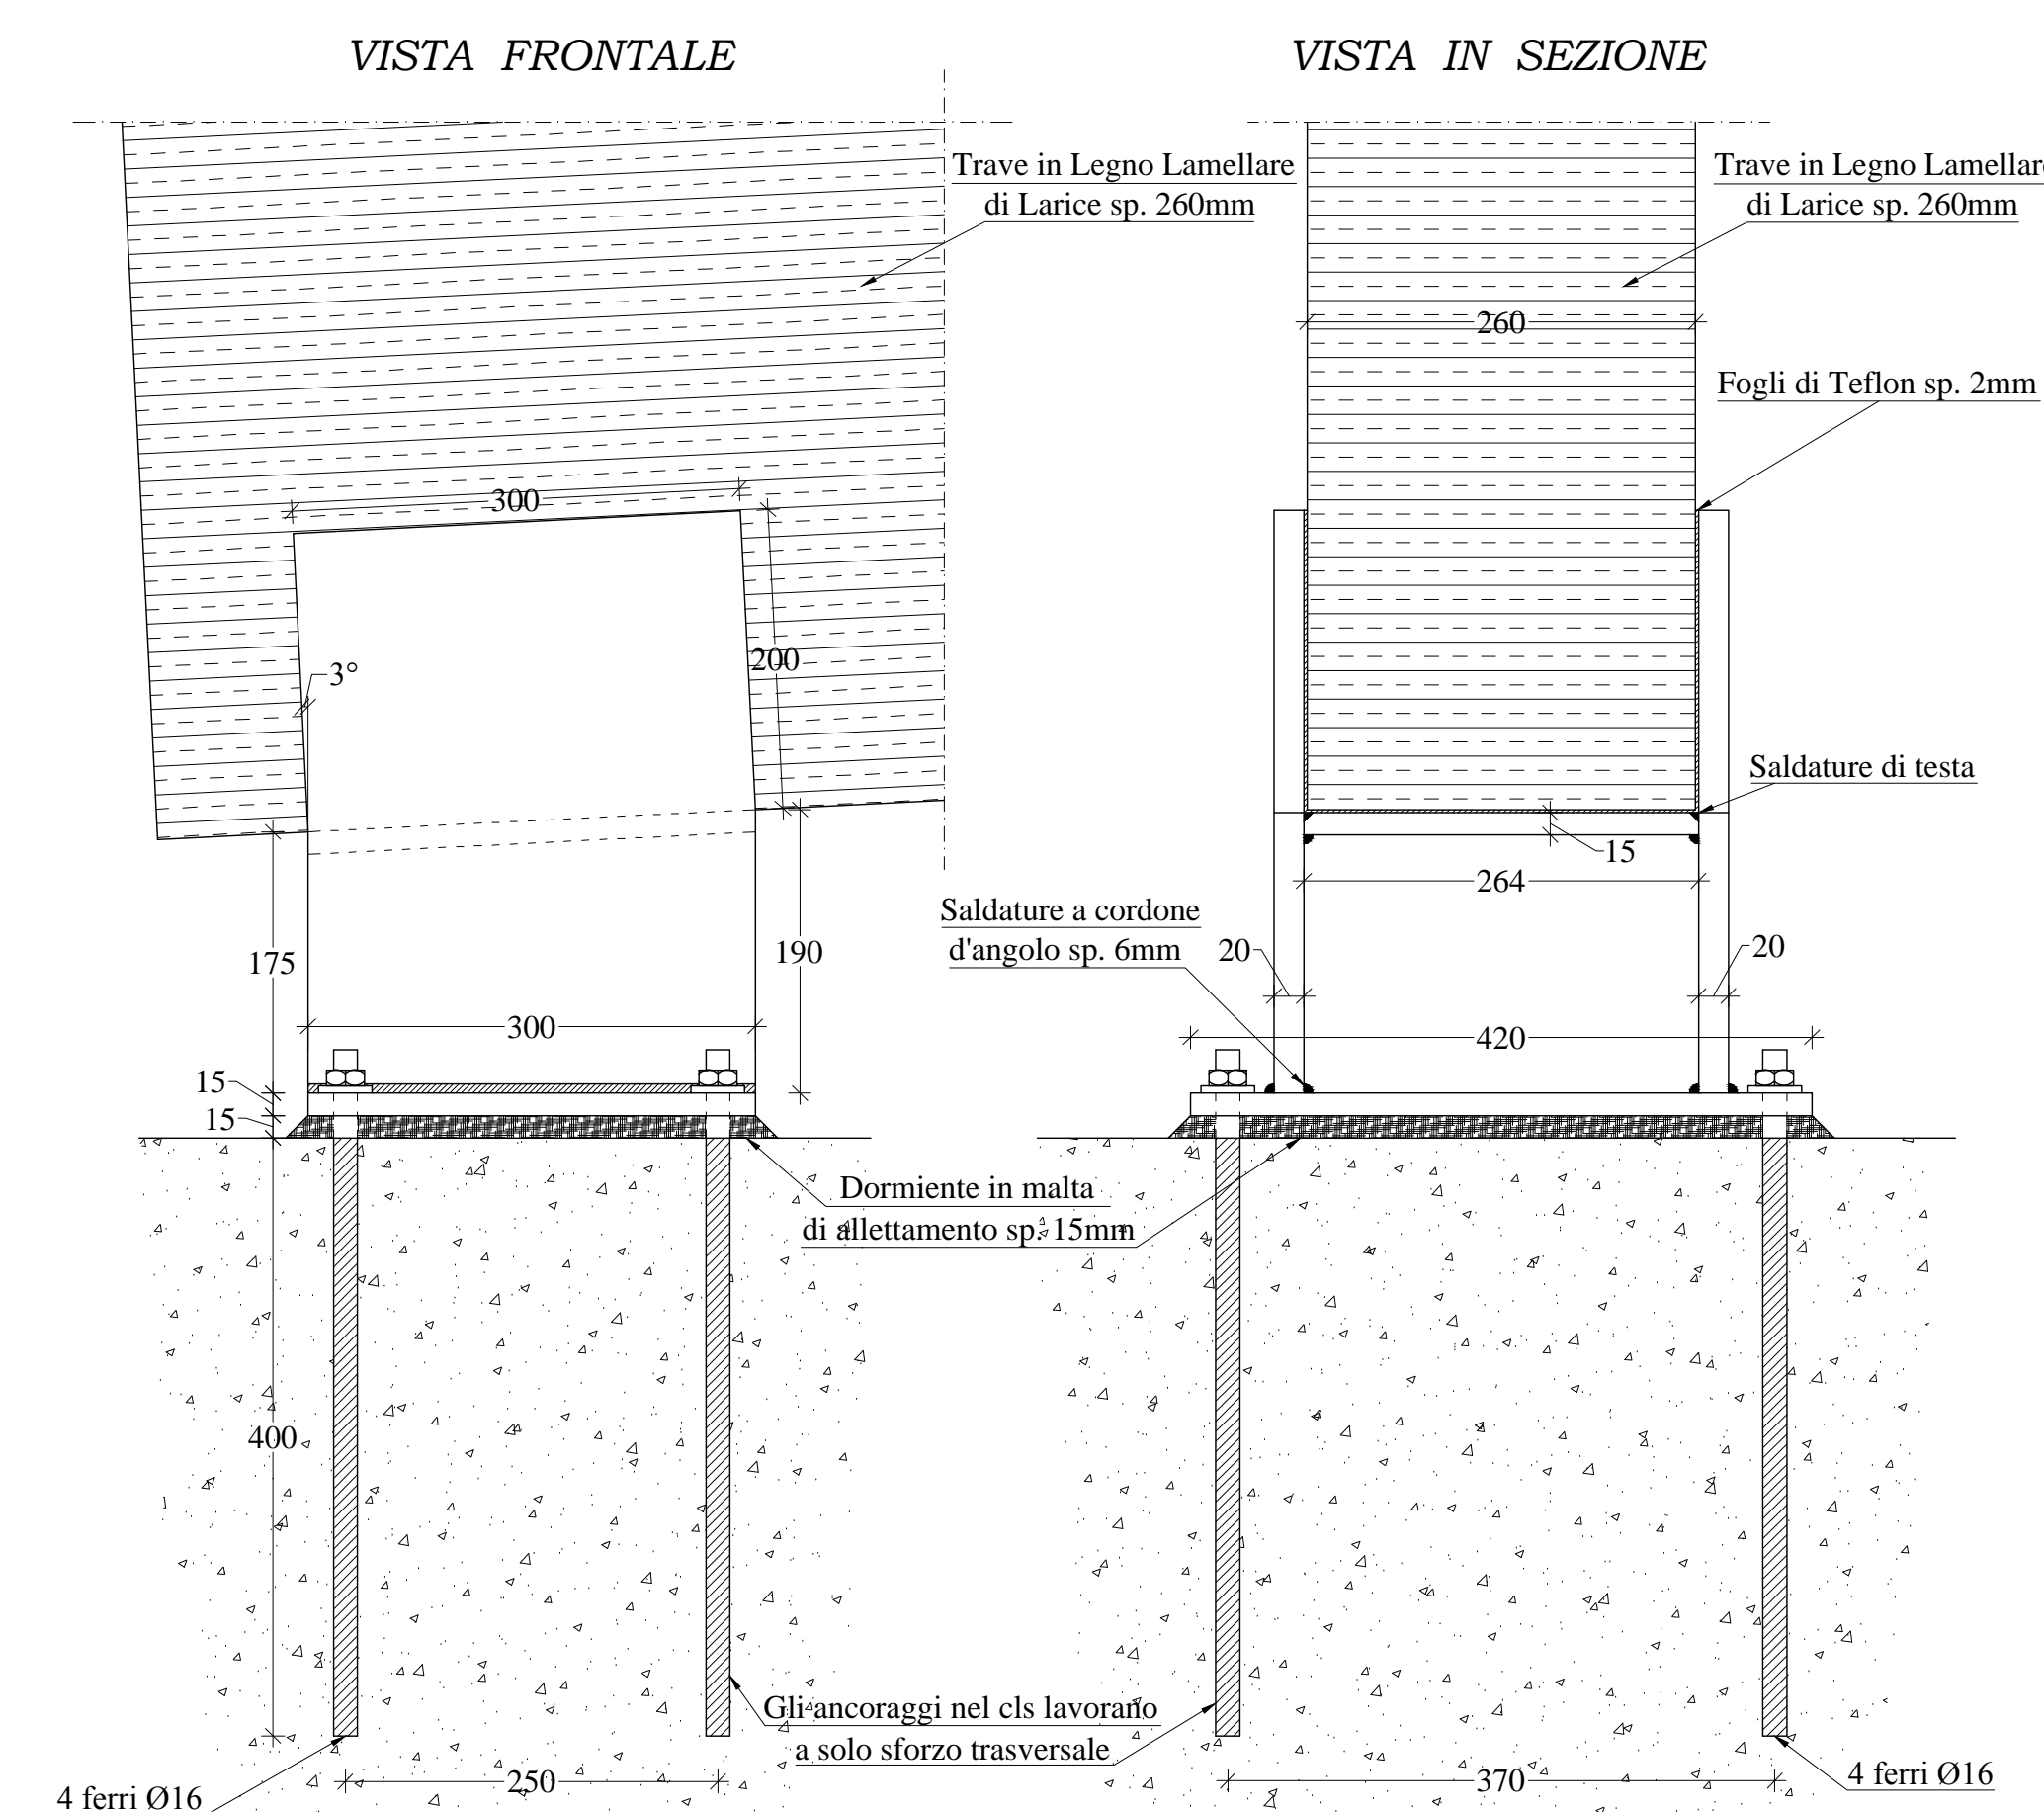 VISTA FRONTALE
VISTA IN SEZIONE
Trave in Legno Lamellare
di Larice sp. 260mm
Trave in Legno Lamellare
di Larice sp. 260mm
260
Fogli di Teflon sp. 2mm
300
200
3°
Saldature di testa
15
264
Saldature a cordone
d'angolo sp. 6mm
20
20
175
190
300
420
15
15
Dormiente in malta
di allettamento sp. 15mm
400
Gli ancoraggi nel cls lavorano
a solo sforzo trasversale
250
370
4 ferri Ø16
4 ferri Ø16